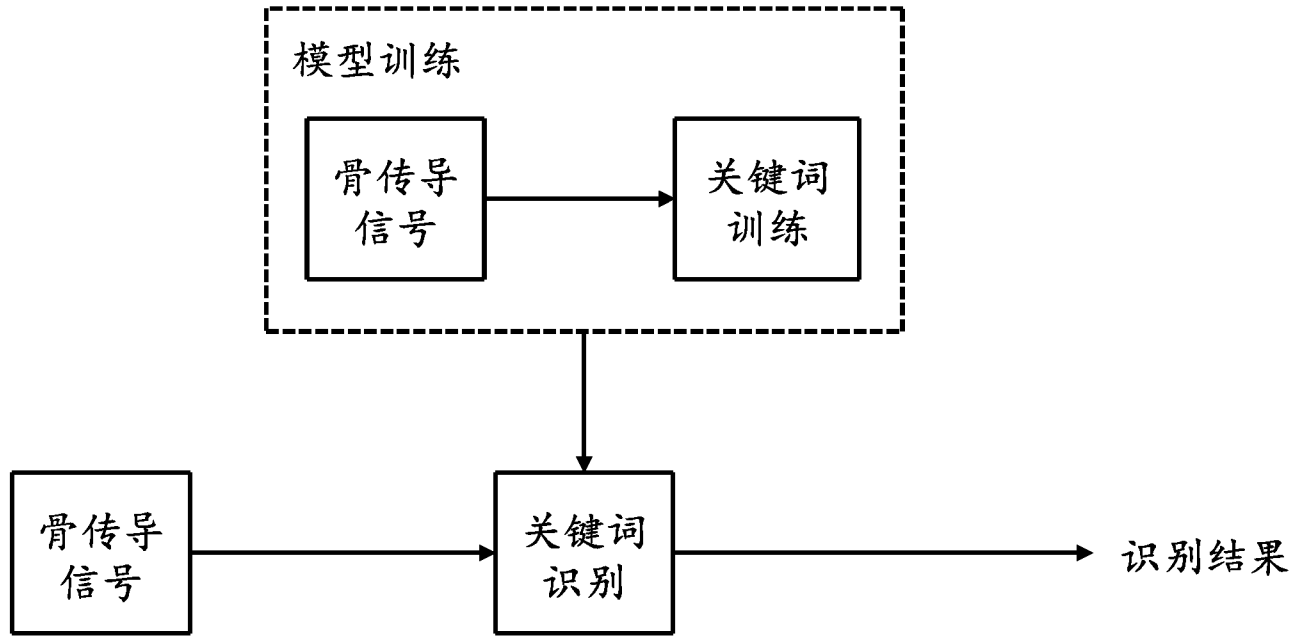 模型训练
骨传导
信号
关键词
训练
骨传导
信号
关键词
识别
识别结果